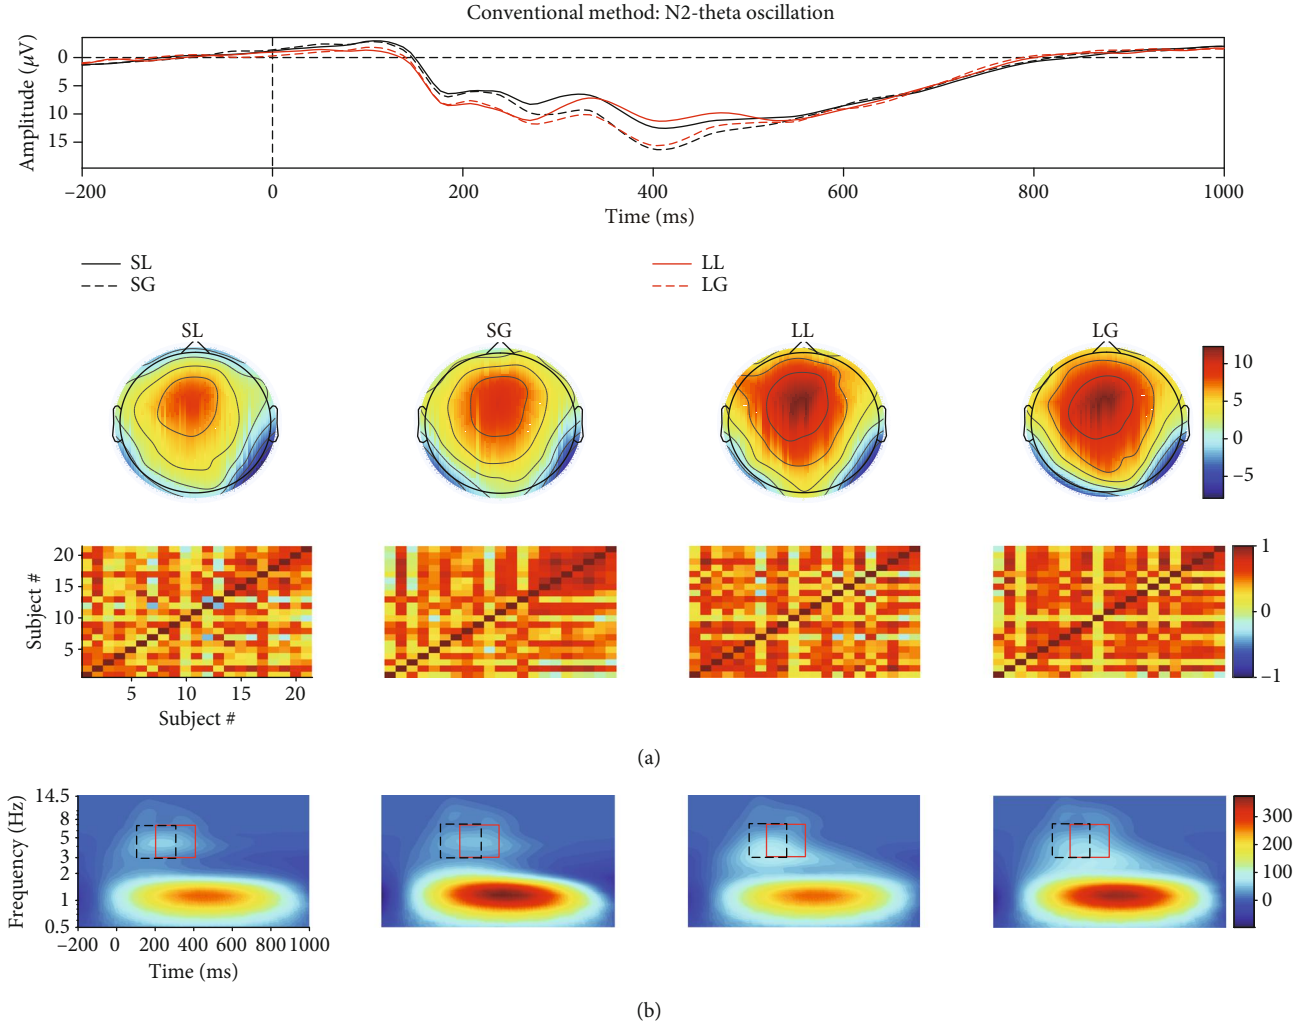 Conventional method: N2-theta oscillation
Amplitude (μV)
0
5
10
15
−200 0 200 400 600 800 1000
Time (ms)
SL
SG
LL
LG
SL SG LL LG
10
5
0
−5
Subject #
20
15
10
5
5 10 15 20
Subject #
1
0
−1
(a)
Frequency (Hz)
14.5
8
5
3
2
1
0.5
−200 0 200 400 600 800 1000
Time (ms)
300
200
100
0
(b)